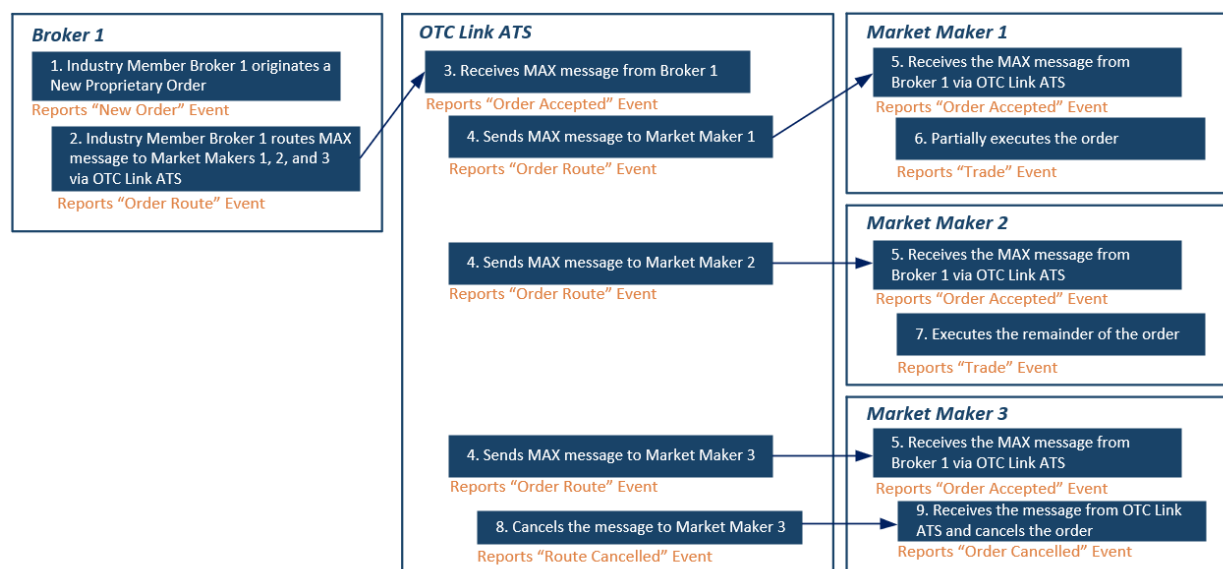 Broker 1
1. Industry Member Broker 1 originates a
New Proprietary Order
Reports “New Order” Event
2. Industry Member Broker 1 routes MAX
message to Market Makers 1, 2, and 3
via OTC Link ATS
Reports “Order Route” Event
OTC Link ATS
3. Receives MAX message from Broker 1
Reports “Order Accepted” Event
4. Sends MAX message to Market Maker 1
Reports “Order Route” Event
4. Sends MAX message to Market Maker 2
Reports “Order Route” Event
4. Sends MAX message to Market Maker 3
Reports “Order Route” Event
8. Cancels the message to Market Maker 3
Reports “Route Cancelled” Event
Market Maker 1
5. Receives the MAX message from
Broker 1 via OTC Link ATS
Reports “Order Accepted” Event
6. Partially executes the order
Reports “Trade” Event
Market Maker 2
5. Receives the MAX message from
Broker 1 via OTC Link ATS
Reports “Order Accepted” Event
7. Executes the remainder of the order
Reports “Trade” Event
Market Maker 3
5. Receives the MAX message from
Broker 1 via OTC Link ATS
Reports “Order Accepted” Event
9. Receives the message from OTC Link
ATS and cancels the order
Reports “Order Cancelled” Event